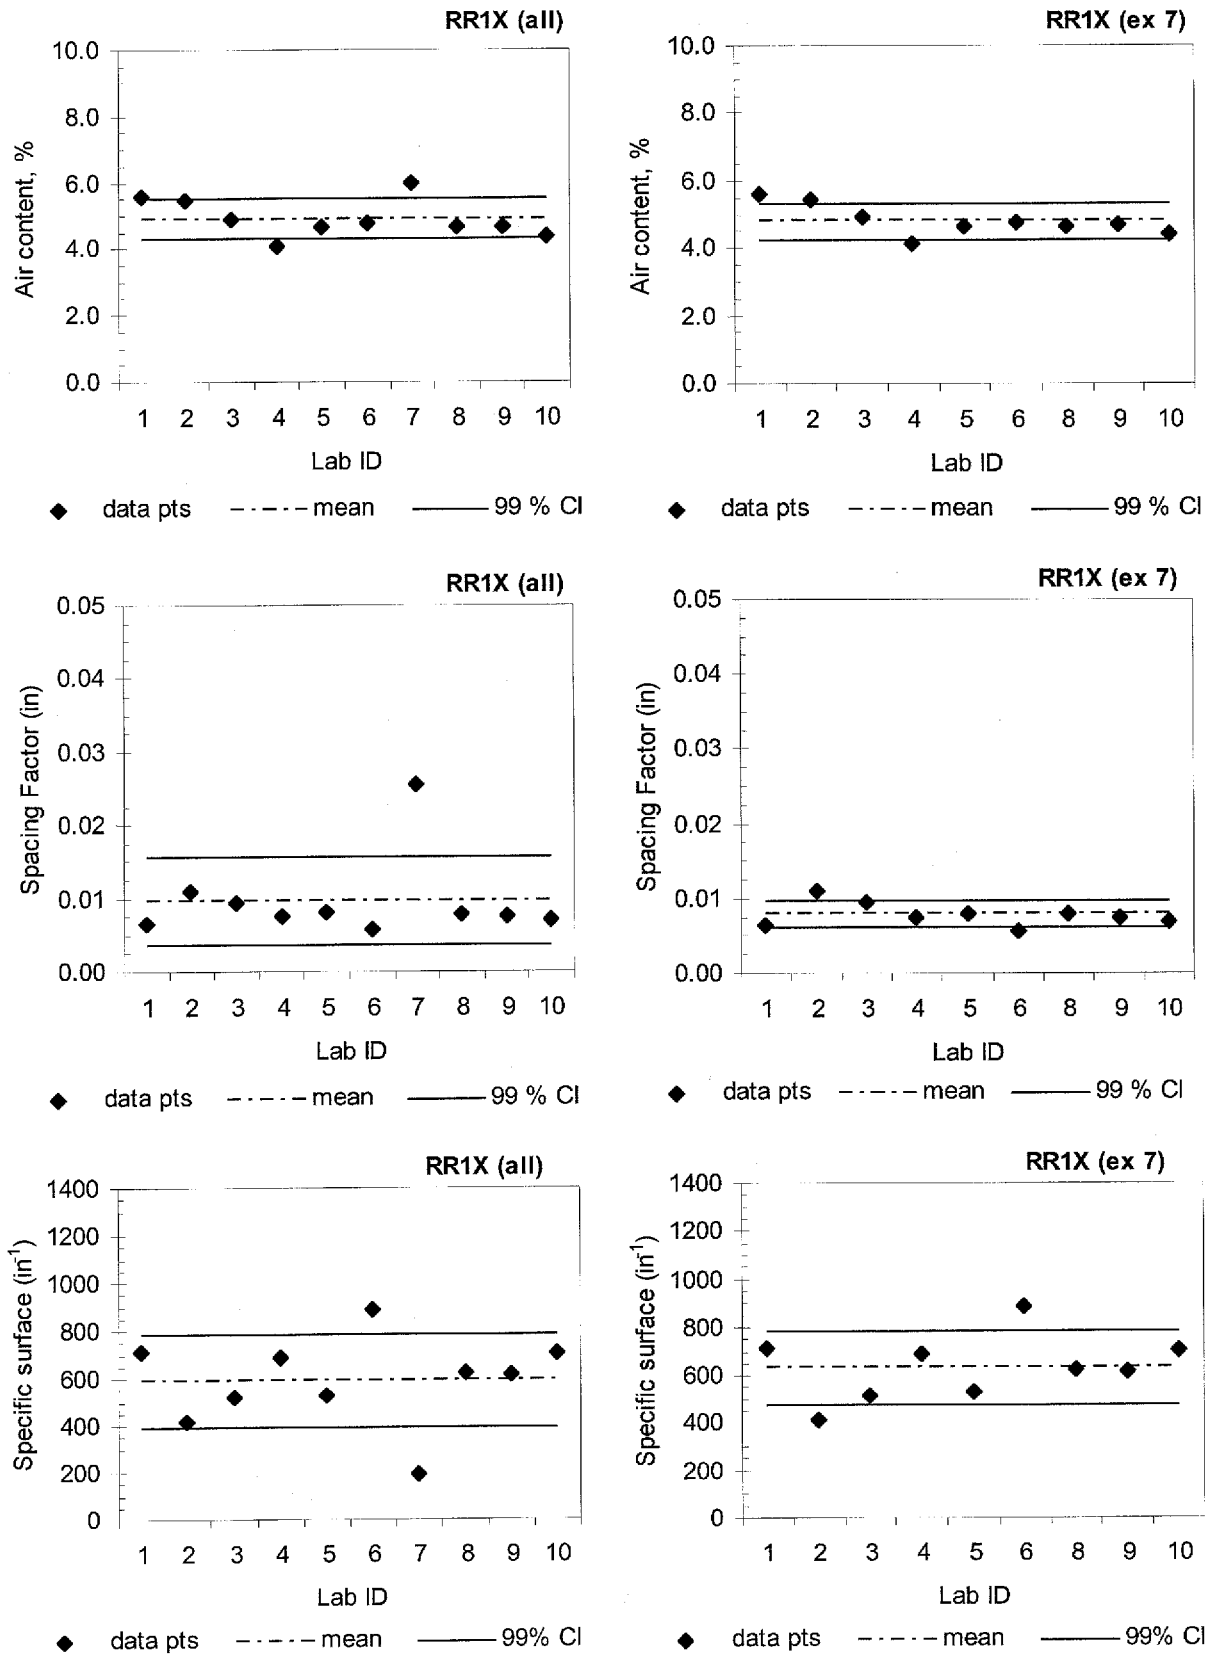 RR1X (all)
10.0
8.0
6.0
4.0
2.0
0.0
Air content, %
1 2 3 4 5 6 7 8 9 10
Lab ID
data pts mean 99 % CI
RR1X (ex 7)
10.0
8.0
6.0
4.0
2.0
0.0
Air content, %
1 2 3 4 5 6 8 9 10
Lab ID
data pts mean 99 % CI
RR1X (all)
0.05
0.04
0.03
0.02
0.01
0.00
Spacing Factor (in)
1 2 3 4 5 6 7 8 9 10
Lab ID
data pts mean 99 % CI
RR1X (ex 7)
0.05
0.04
0.03
0.02
0.01
0.00
Spacing Factor (in)
1 2 3 4 5 6 8 9 10
Lab ID
data pts mean 99 % CI
RR1X (all)
1400
1200
1000
800
600
400
200
0
Specific surface (in⁻¹)
1 2 3 4 5 6 7 8 9 10
Lab ID
data pts mean 99% CI
RR1X (ex 7)
1400
1200
1000
800
600
400
200
0
Specific surface (in⁻¹)
1 2 3 4 5 6 8 9 10
Lab ID
data pts mean 99% CI